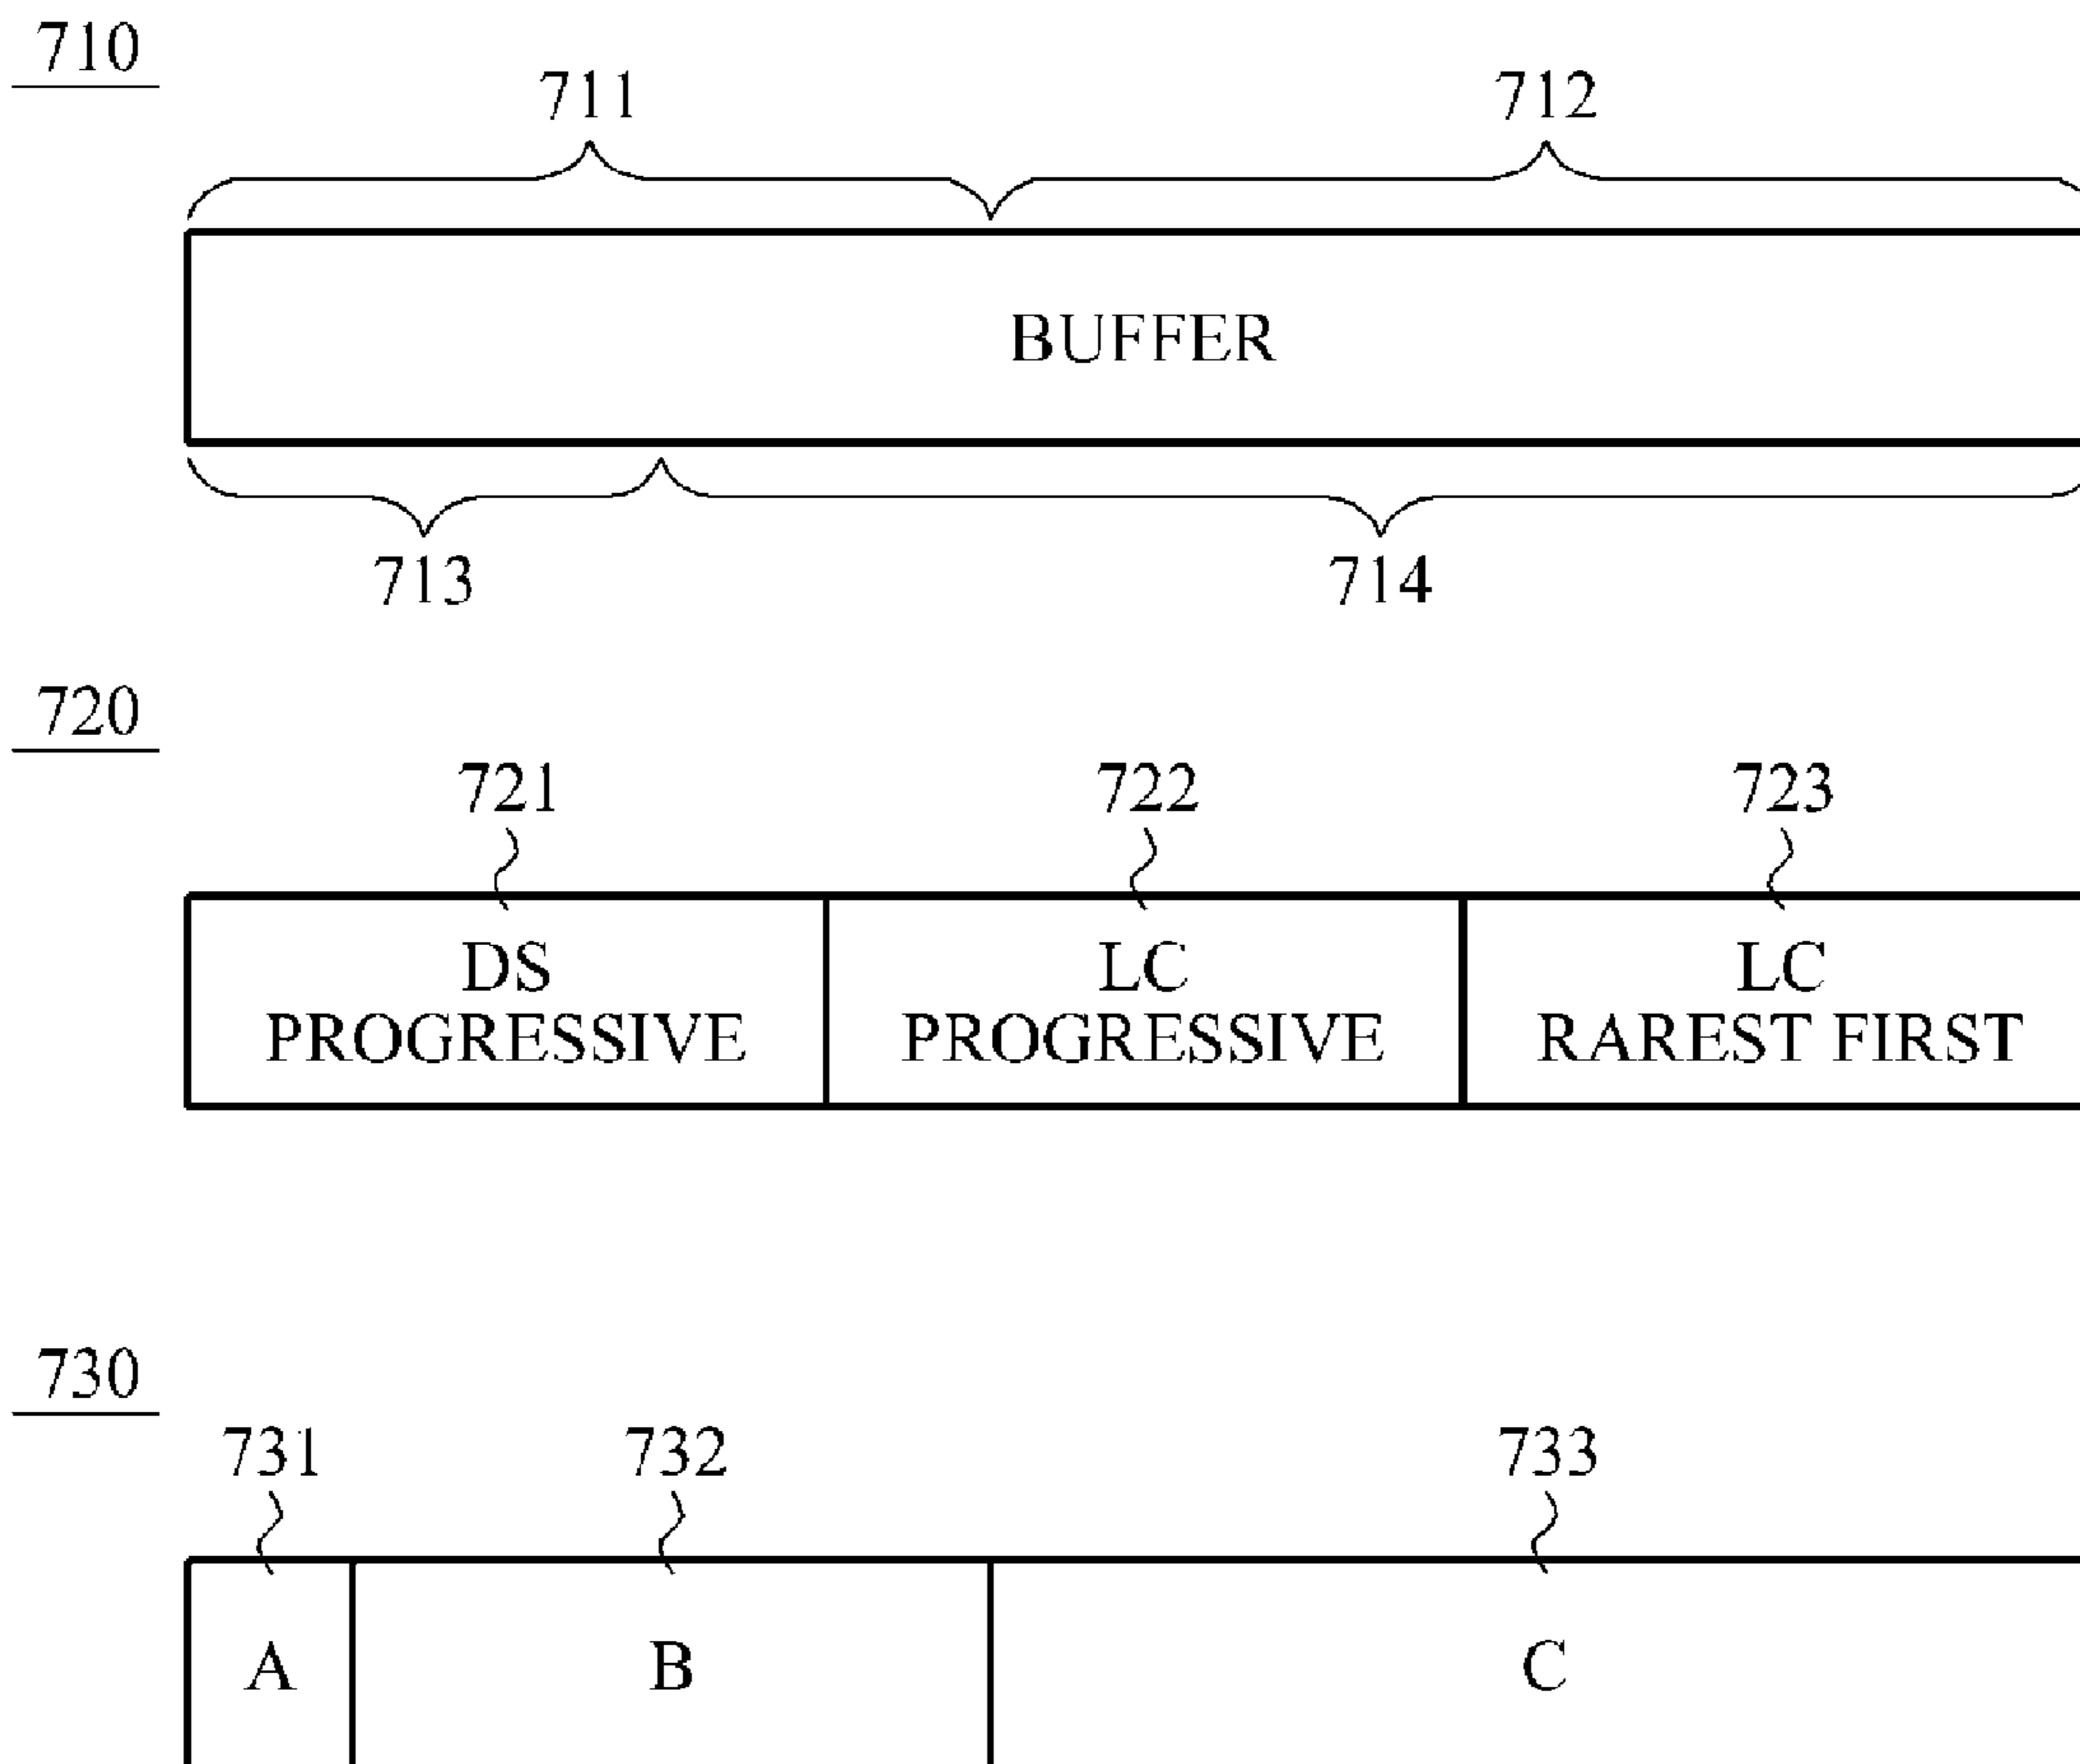 710
711 712
BUFFER
713 714
720
721 722 723
DS LC LC
PROGRESSIVE PROGRESSIVE RAREST FIRST
730
731 732 733
A B C